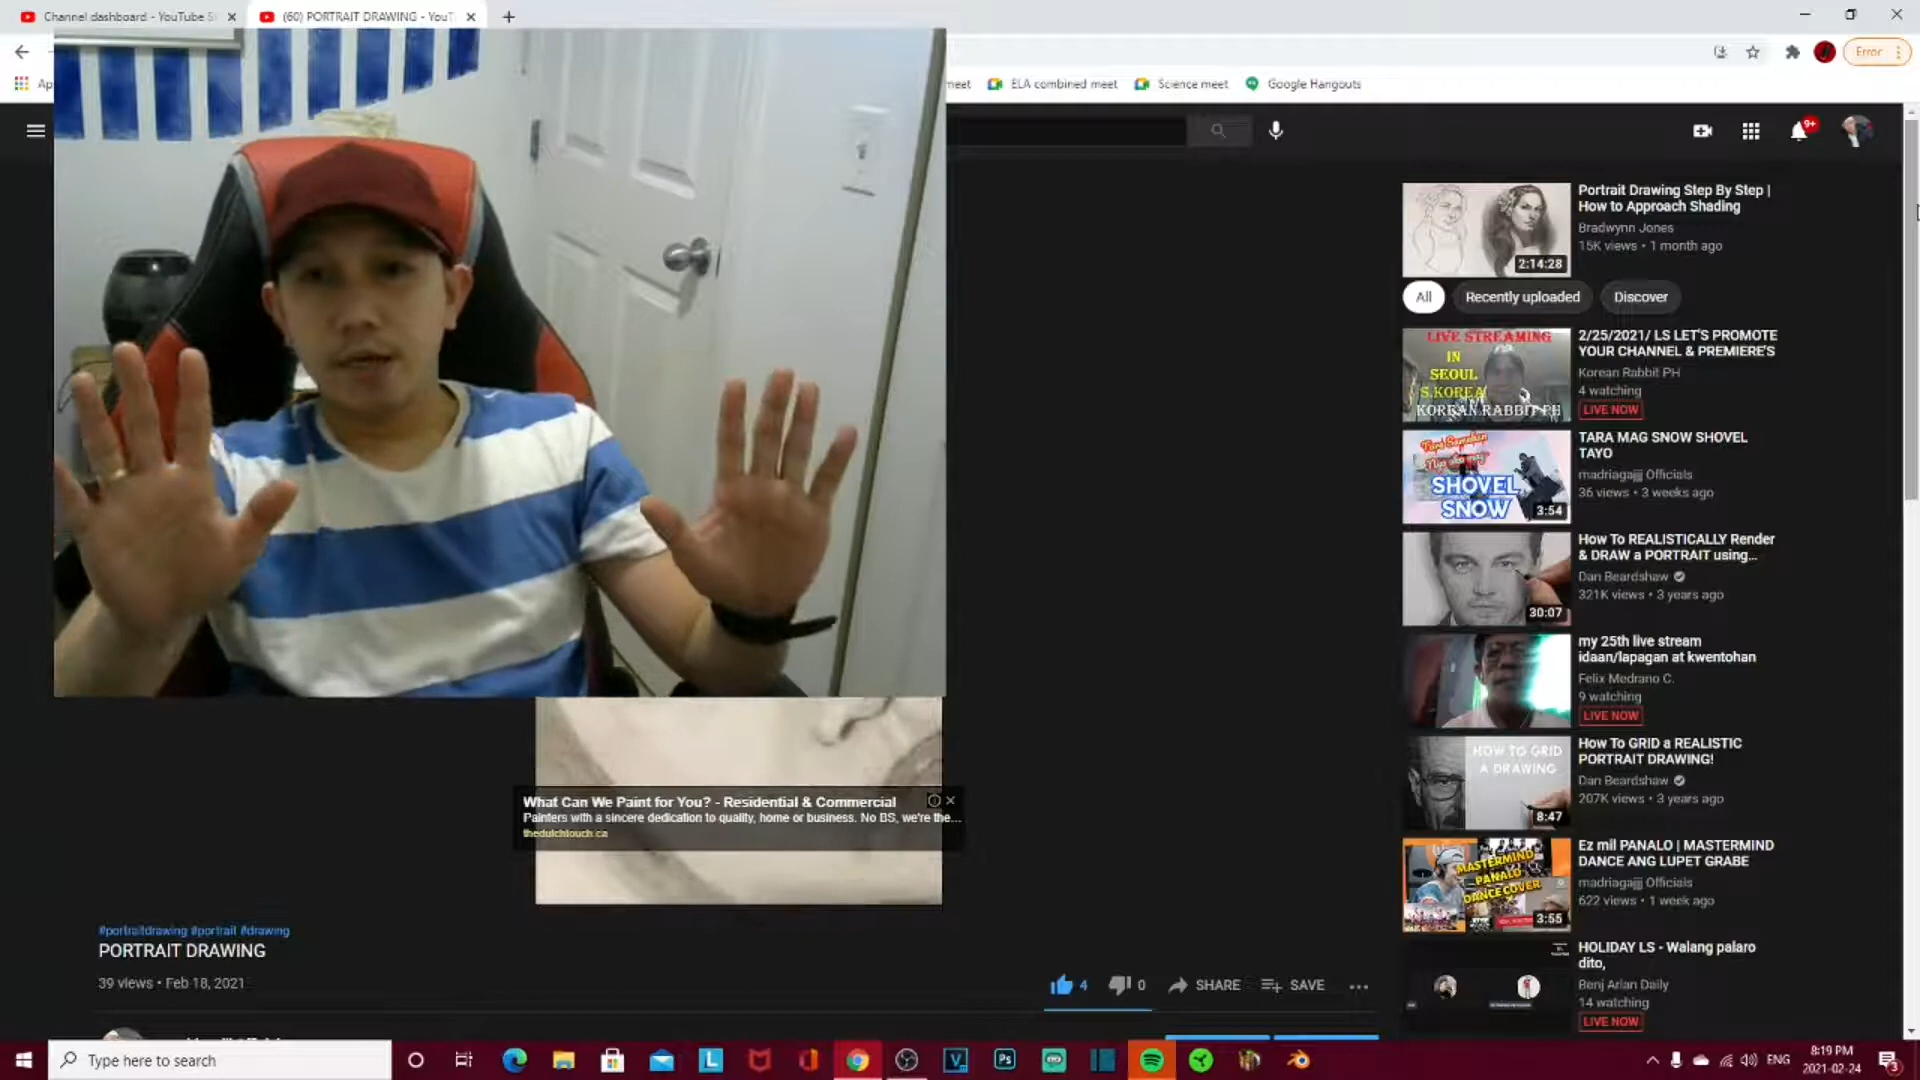 Channel dashboard - YouTube S
(60) PORTRAIT DRAWING - YouT
Error
Ap
meet
ELA combined meet
Science meet
Google Hangouts
9+
Portrait Drawing Step By Step |
How to Approach Shading
Bradwynn Jones
15K views • 1 month ago
2:14:28
All
Recently uploaded
Discover
LIVE STREAMING
IN
SEOUL
S.KOREA
KOREAN RABBIT PH
2/25/2021/ LS LET'S PROMOTE
YOUR CHANNEL & PREMIERE'S
Korean Rabbit PH
4 watching
LIVE NOW
SHOVEL
SNOW
3:54
TARA MAG SNOW SHOVEL
TAYO
madriagajjj Officials
36 views • 3 weeks ago
How To REALISTICALLY Render
& DRAW a PORTRAIT using...
Dan Beardshaw
321K views • 3 years ago
30:07
my 25th live stream
idaan/lapagan at kwentohan
Felix Medrano C.
9 watching
LIVE NOW
HOW TO GRID
A DRAWING
8:47
How To GRID a REALISTIC
PORTRAIT DRAWING!
Dan Beardshaw
207K views • 3 years ago
MASTERMIND
PANALO
DANCE COVER
3:55
Ez mil PANALO | MASTERMIND
DANCE ANG LUPET GRABE
madriagajjj Officials
622 views • 1 week ago
HOLIDAY LS - Walang palaro
dito,
Benj Arlan Daily
14 watching
LIVE NOW
What Can We Paint for You? - Residential & Commercial
Painters with a sincere dedication to quality, home or business. No BS, we're the...
thedutchtouch.ca
#portraitdrawing #portrait #drawing
PORTRAIT DRAWING
39 views • Feb 18, 2021
4
0
SHARE
SAVE
Type here to search
ENG
8:19 PM
2021-02-24
3